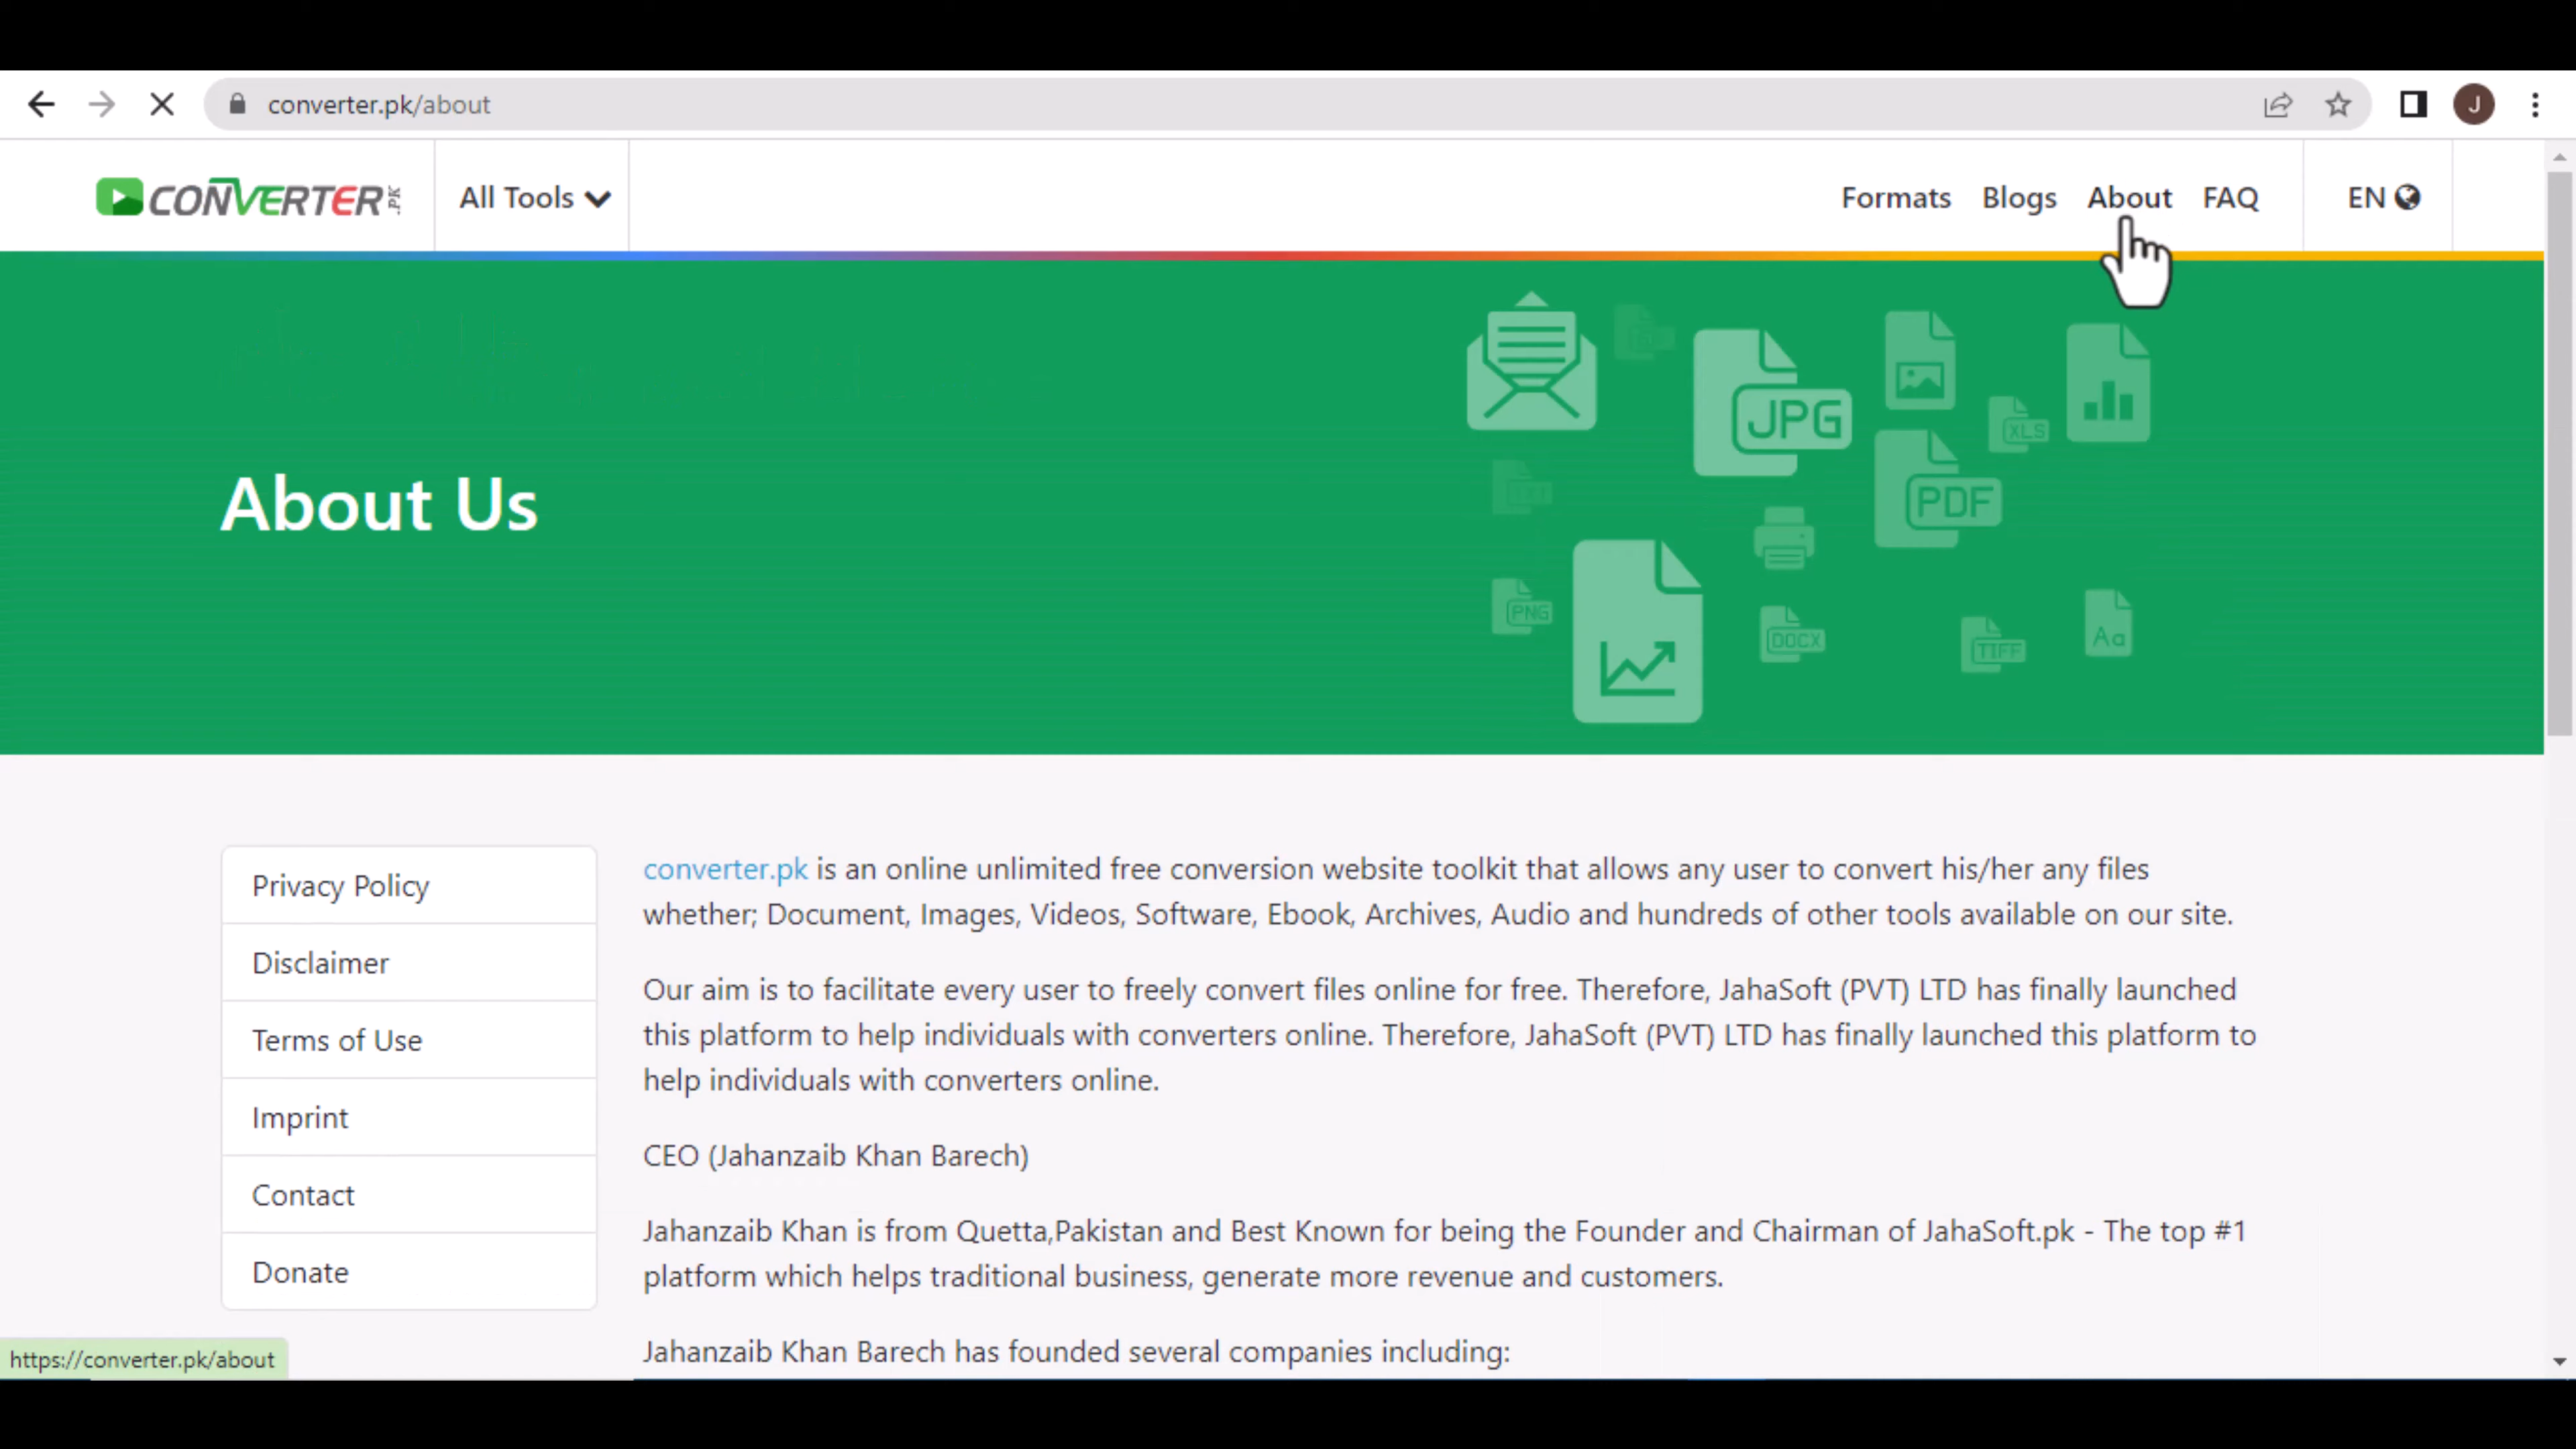 converter.pk/about
J
CONVERTER.PK
All Tools
Formats Blogs About FAQ
EN
JPG
XLS
PDF
PNG
DOCX
TIFF
Aa
About Us
Privacy Policy
Disclaimer
Terms of Use
Imprint
Contact
Donate
converter.pk is an online unlimited free conversion website toolkit that allows any user to convert his/her any files
whether; Document, Images, Videos, Software, Ebook, Archives, Audio and hundreds of other tools available on our site.
Our aim is to facilitate every user to freely convert files online for free. Therefore, JahaSoft (PVT) LTD has finally launched
this platform to help individuals with converters online. Therefore, JahaSoft (PVT) LTD has finally launched this platform to
help individuals with converters online.
CEO (Jahanzaib Khan Barech)
Jahanzaib Khan is from Quetta,Pakistan and Best Known for being the Founder and Chairman of JahaSoft.pk - The top #1
platform which helps traditional business, generate more revenue and customers.
Jahanzaib Khan Barech has founded several companies including:
https://converter.pk/about